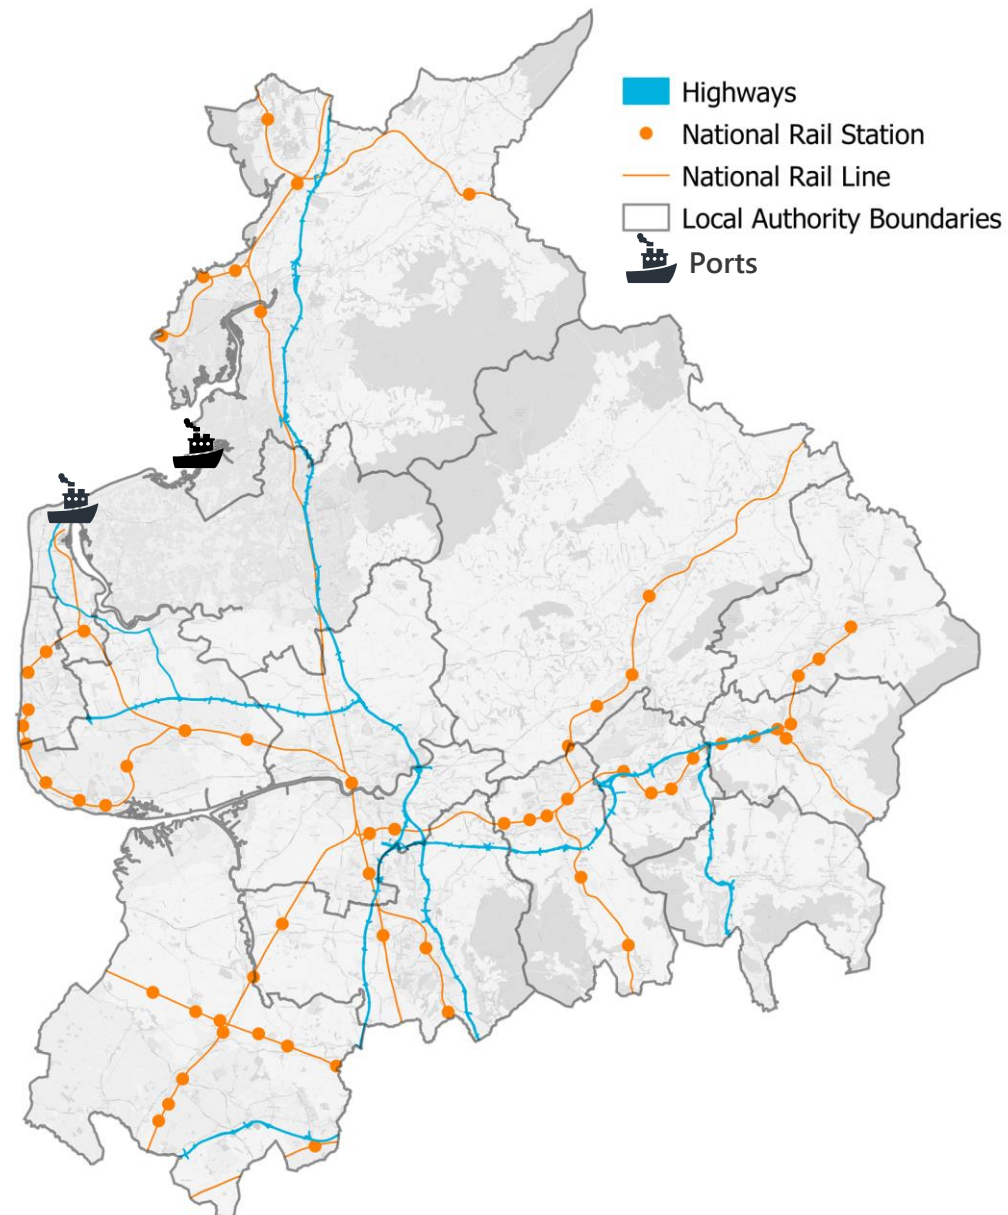 Highways
National Rail Station
National Rail Line
Local Authority Boundaries
Ports